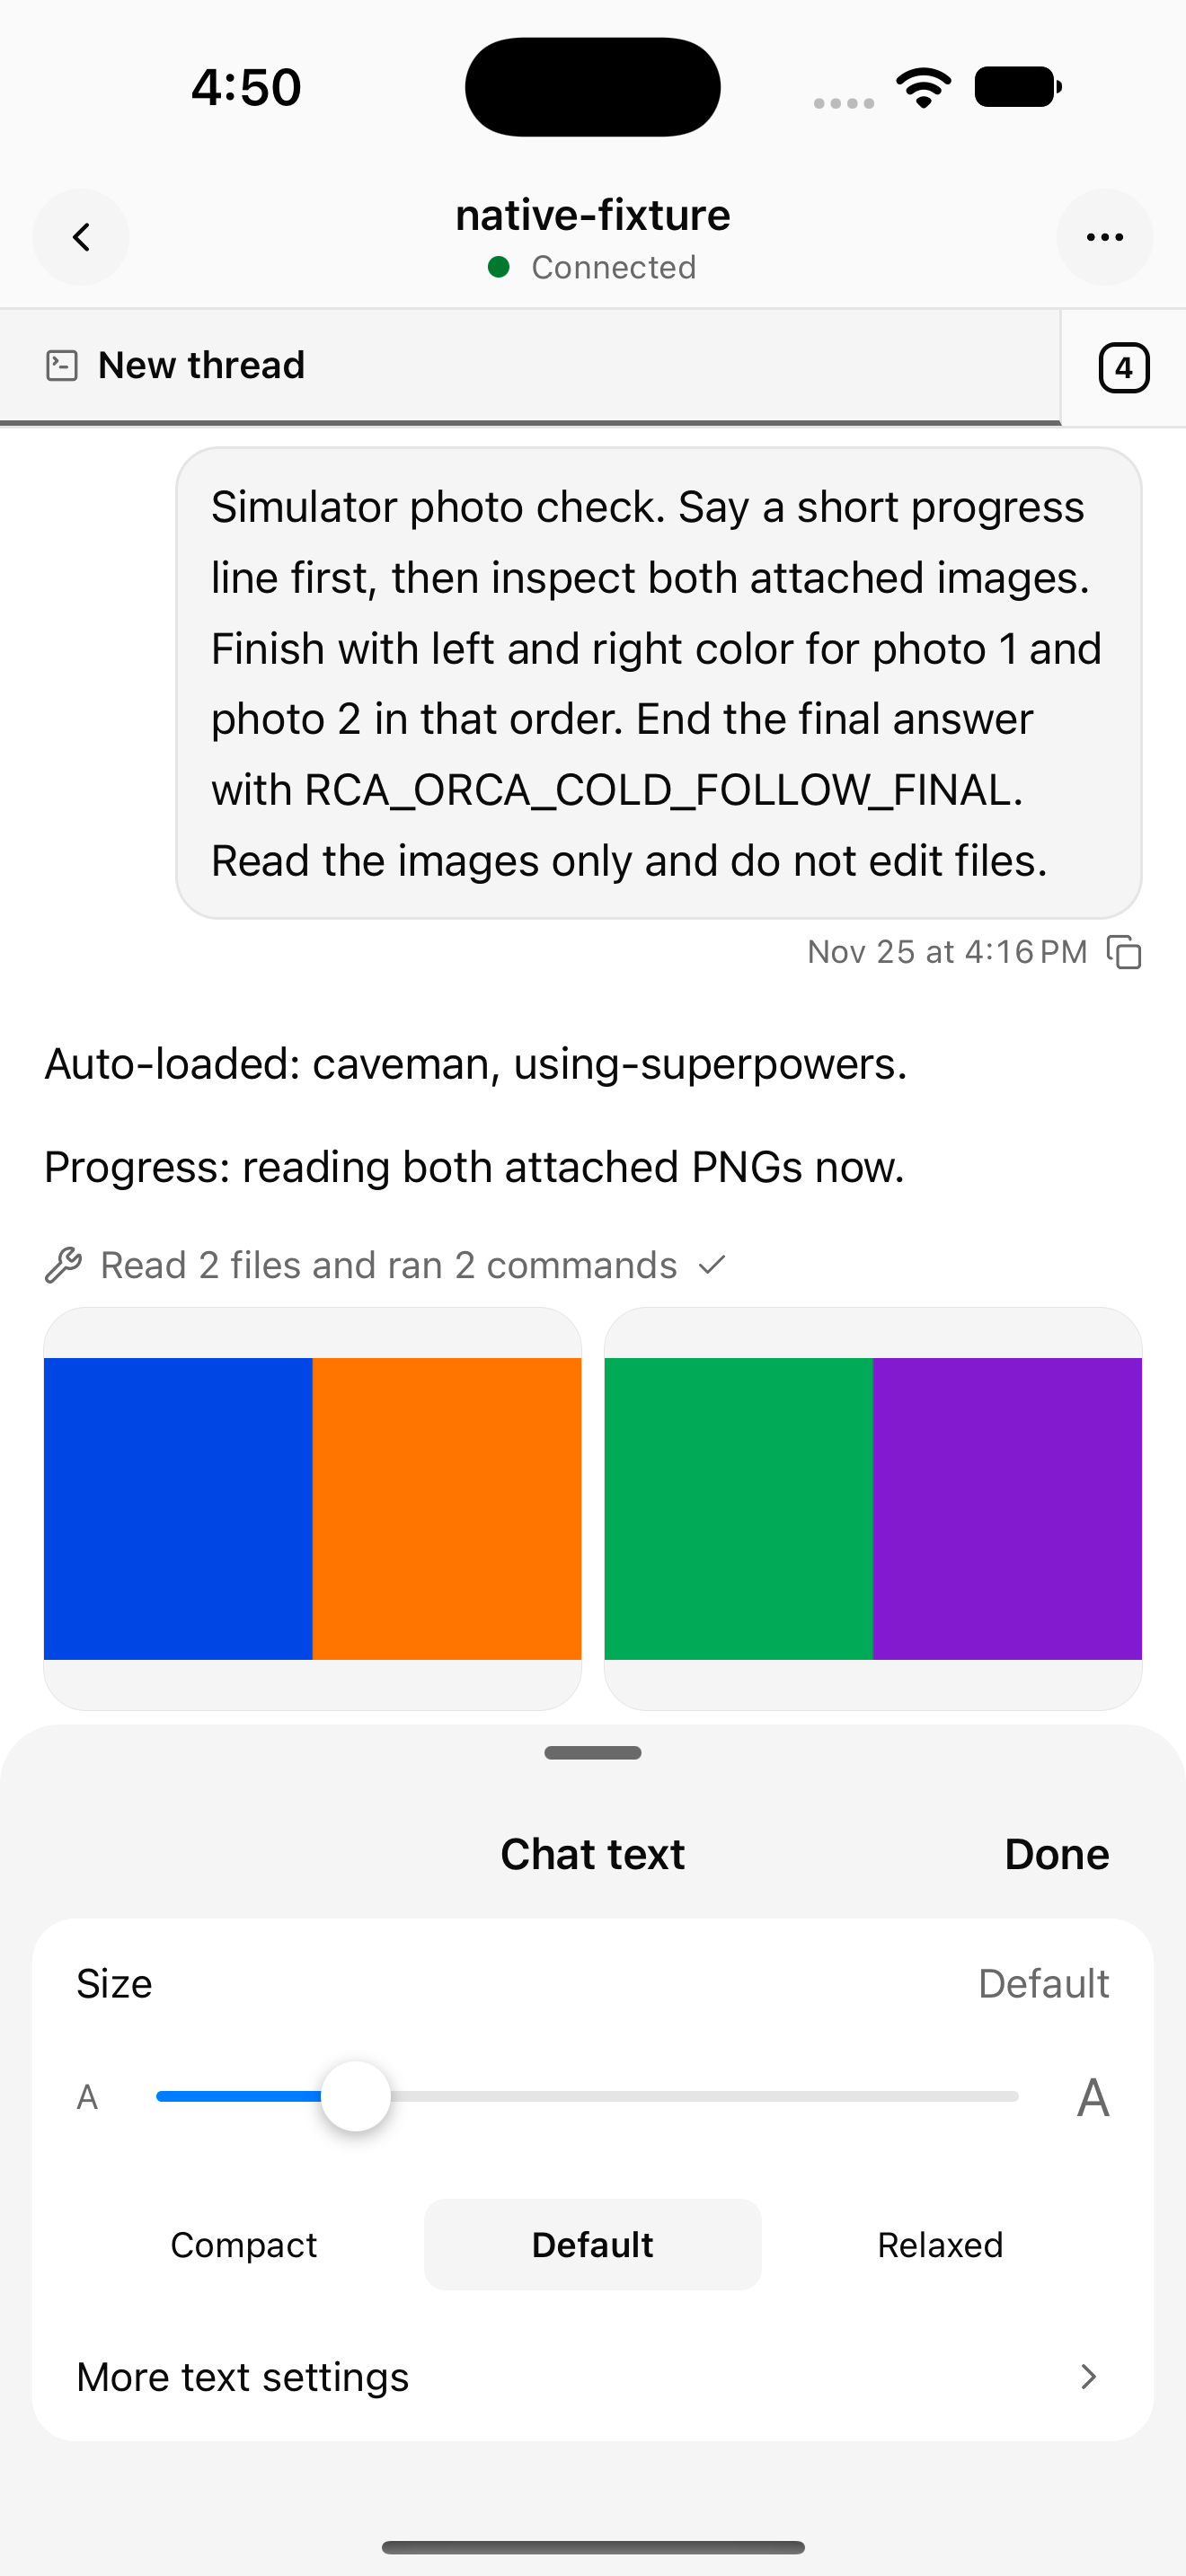 4:50
native-fixture
Connected
New thread
4
Simulator photo check. Say a short progress
line first, then inspect both attached images.
Finish with left and right color for photo 1 and
photo 2 in that order. End the final answer
with RCA_ORCA_COLD_FOLLOW_FINAL.
Read the images only and do not edit files.
Nov 25 at 4:16 PM
Auto-loaded: caveman, using-superpowers.
Progress: reading both attached PNGs now.
Read 2 files and ran 2 commands
Chat text
Done
Size
Default
A
A
Compact
Default
Relaxed
More text settings